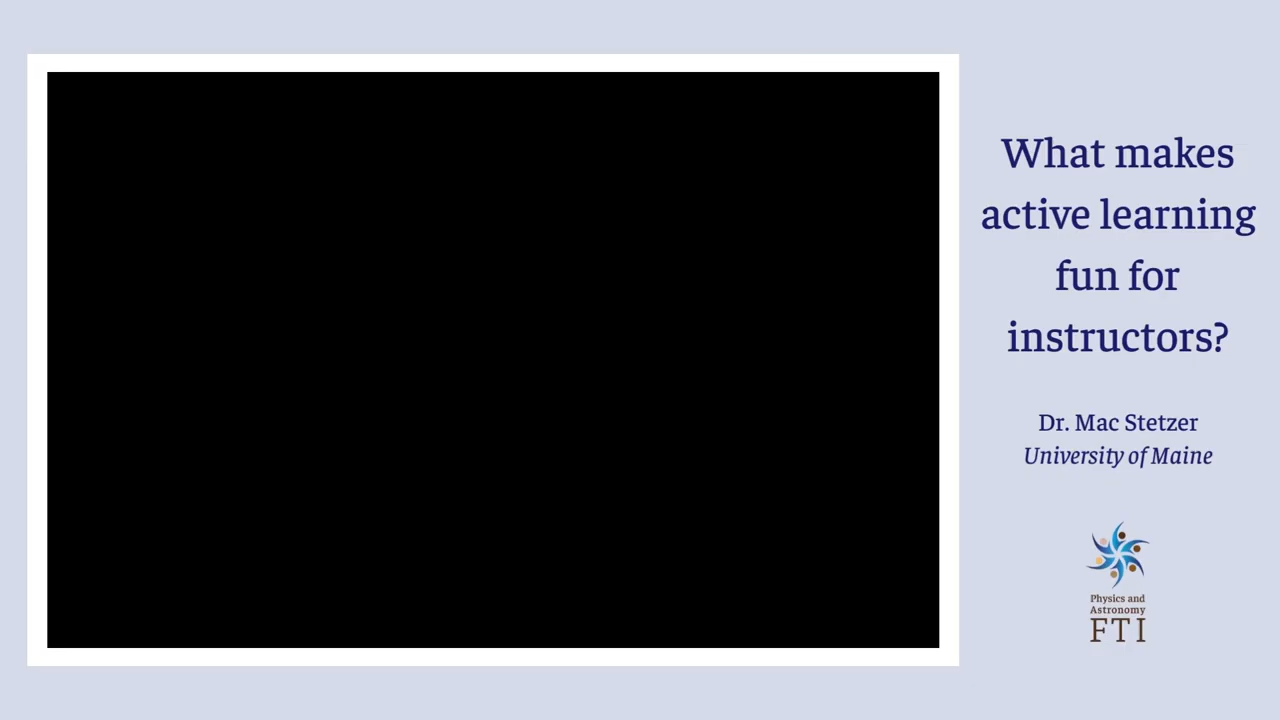 What makes
active learning
fun for
instructors?
Dr. Mac Stetzer
University of Maine
Physics and
Astronomy
FTI